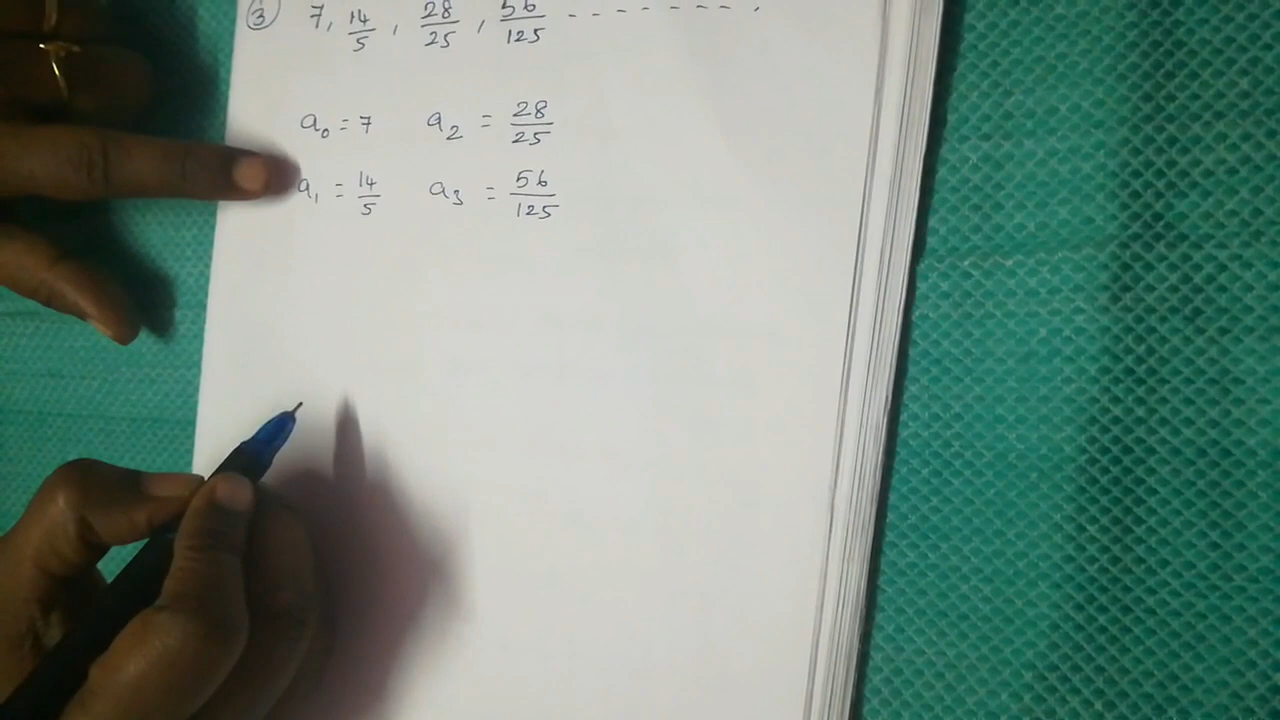 ③ 7, 14/5, 28/25, 56/125 - - - - - - - - .
a₀ = 7 a₂ = 28/25
a₁ = 14/5 a₃ = 56/125